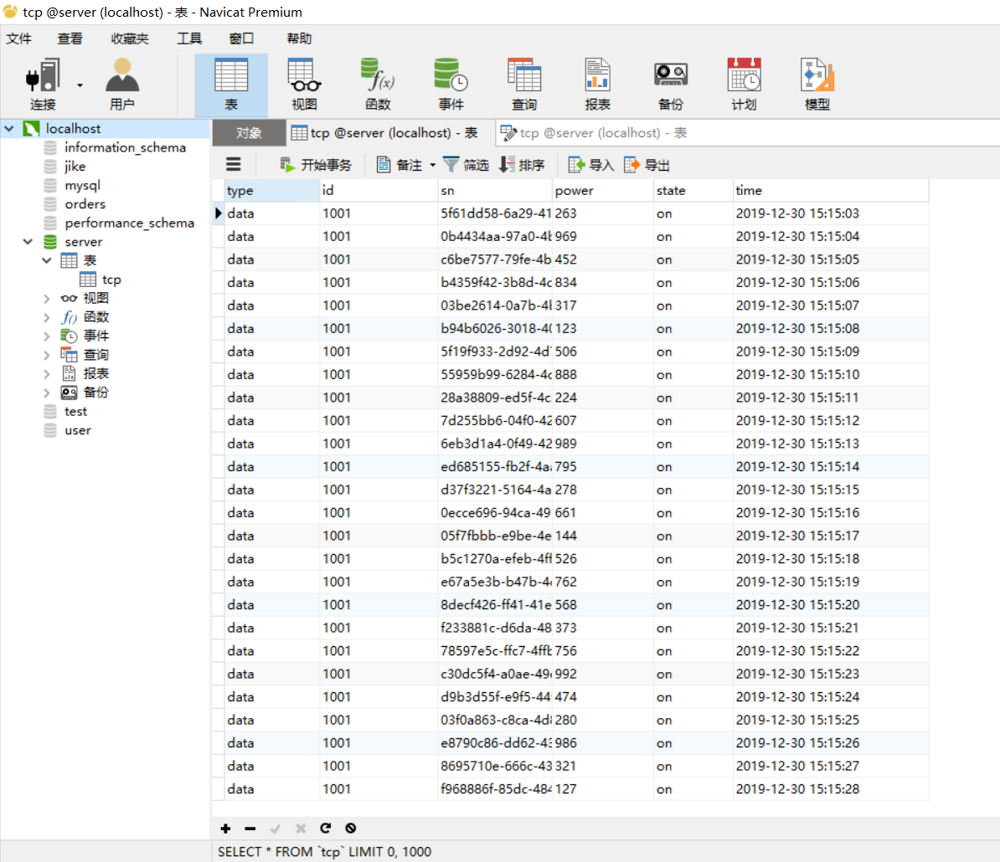 tcp @server (localhost) - 表 - Navicat Premium
文件 查看 收藏夹 工具 窗口 帮助
连接 用户 表 视图 函数 事件 查询 报表 备份 计划 模型
localhost
information_schema
jike
mysql
orders
performance_schema
server
表
tcp
视图
函数
事件
查询
报表
备份
test
user
对象 tcp @server (localhost) - 表 tcp @server (localhost) - 表
开始事务 备注 筛选 排序 导入 导出
type id sn power state time
data 1001 5f61dd58-6a29-41 263 on 2019-12-30 15:15:03
data 1001 0b4434aa-97a0-4b 969 on 2019-12-30 15:15:04
data 1001 c6be7577-79fe-4b 452 on 2019-12-30 15:15:05
data 1001 b4359f42-3b8d-4c 834 on 2019-12-30 15:15:06
data 1001 03be2614-0a7b-4b 317 on 2019-12-30 15:15:07
data 1001 b94b6026-3018-40 123 on 2019-12-30 15:15:08
data 1001 5f19f933-2d92-4d 506 on 2019-12-30 15:15:09
data 1001 55959b99-6284-4c 888 on 2019-12-30 15:15:10
data 1001 28a38809-ed5f-4c 224 on 2019-12-30 15:15:11
data 1001 7d255bb6-04f0-42 607 on 2019-12-30 15:15:12
data 1001 6eb3d1a4-0f49-42 989 on 2019-12-30 15:15:13
data 1001 ed685155-fb2f-4a 795 on 2019-12-30 15:15:14
data 1001 d37f3221-5164-4a 278 on 2019-12-30 15:15:15
data 1001 0ecce696-94ca-49 661 on 2019-12-30 15:15:16
data 1001 05f7fbbb-e9be-4e 144 on 2019-12-30 15:15:17
data 1001 b5c1270a-efeb-4ff 526 on 2019-12-30 15:15:18
data 1001 e67a5e3b-b47b-4 762 on 2019-12-30 15:15:19
data 1001 8decf426-ff41-41e 568 on 2019-12-30 15:15:20
data 1001 f233881c-d6da-48 373 on 2019-12-30 15:15:21
data 1001 78597e5c-ffc7-4ffb 756 on 2019-12-30 15:15:22
data 1001 c30dc5f4-a0ae-49 992 on 2019-12-30 15:15:23
data 1001 d9b3d55f-e9f5-44 474 on 2019-12-30 15:15:24
data 1001 03f0a863-c8ca-4d 280 on 2019-12-30 15:15:25
data 1001 e8790c86-dd62-43 986 on 2019-12-30 15:15:26
data 1001 8695710e-666c-43 321 on 2019-12-30 15:15:27
data 1001 f968886f-85dc-484 127 on 2019-12-30 15:15:28
SELECT * FROM `tcp` LIMIT 0, 1000